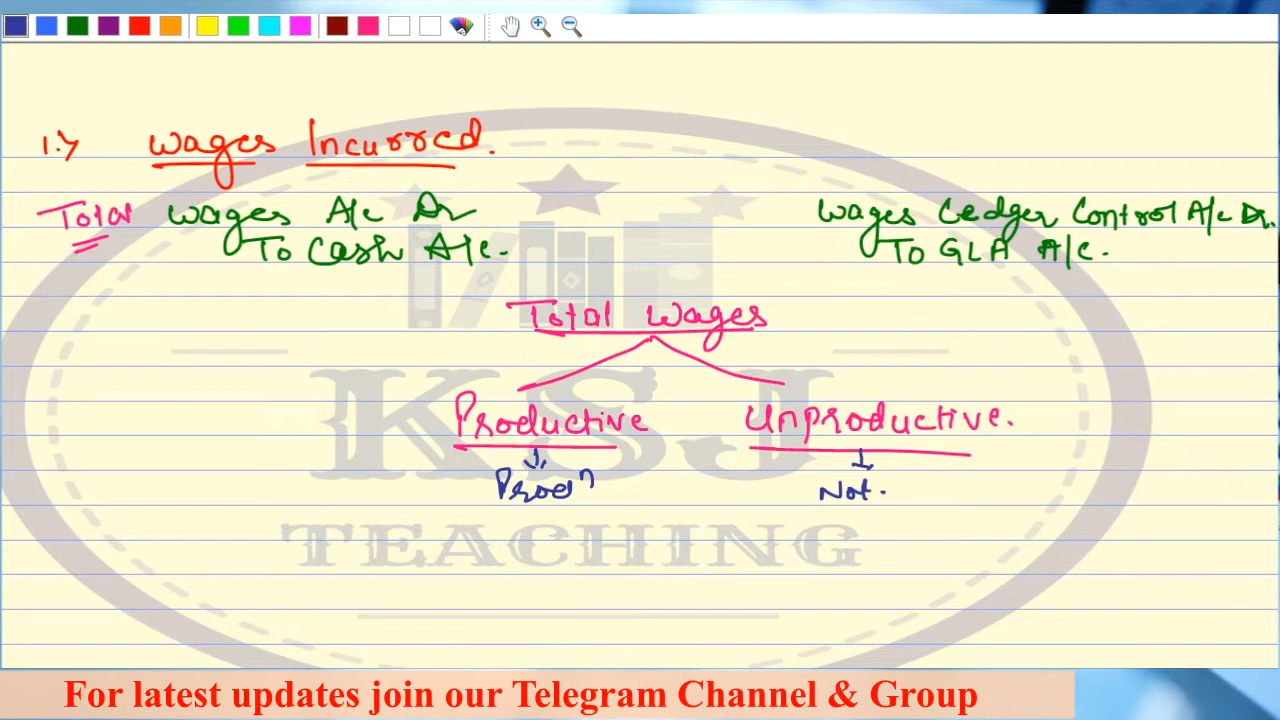 1.> Wages Incurred.
Total Wages A/c Dr
To Cash A/c.
Wages Ledger Control A/c Dr.
To GLA A/c.
Total Wages
Productive Unproductive.
Prodn Not.
KSJ
TEACHING
For latest updates join our Telegram Channel & Group